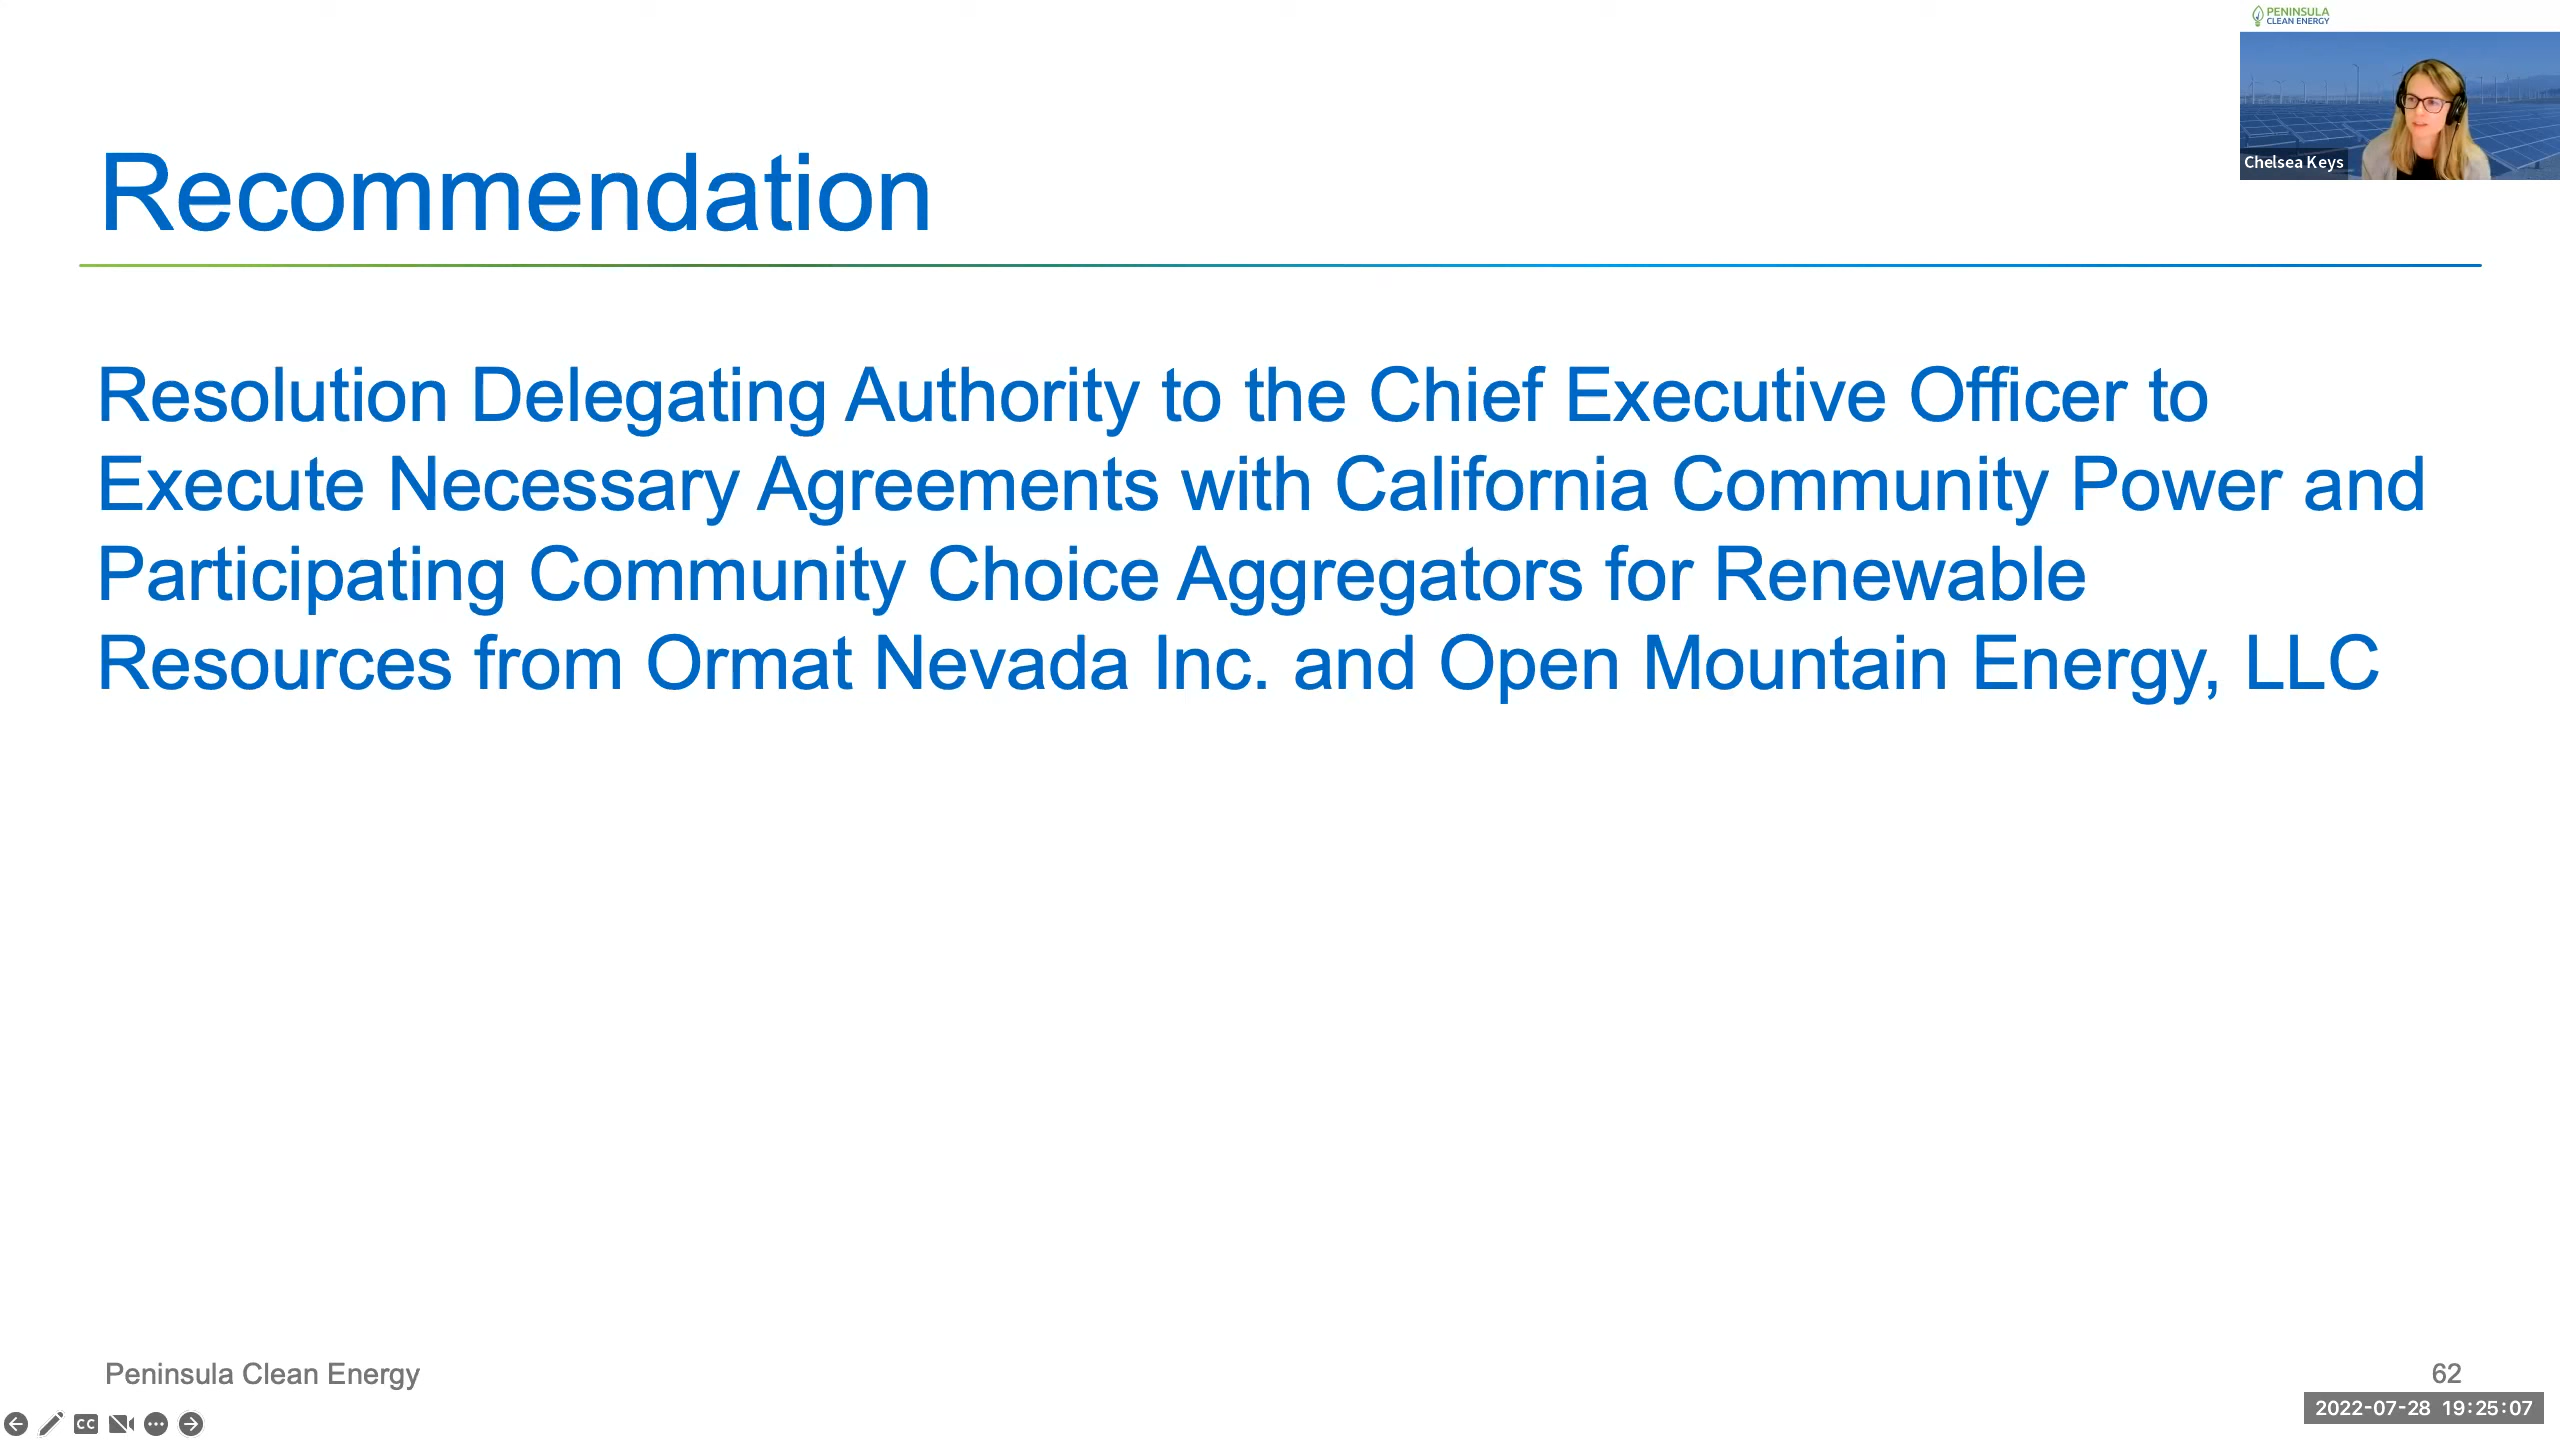 PENINSULA
CLEAN ENERGY
Chelsea Keys
Recommendation
Resolution Delegating Authority to the Chief Executive Officer to
Execute Necessary Agreements with California Community Power and
Participating Community Choice Aggregators for Renewable
Resources from Ormat Nevada Inc. and Open Mountain Energy, LLC
Peninsula Clean Energy
62
CC
2022-07-28 19:25:07